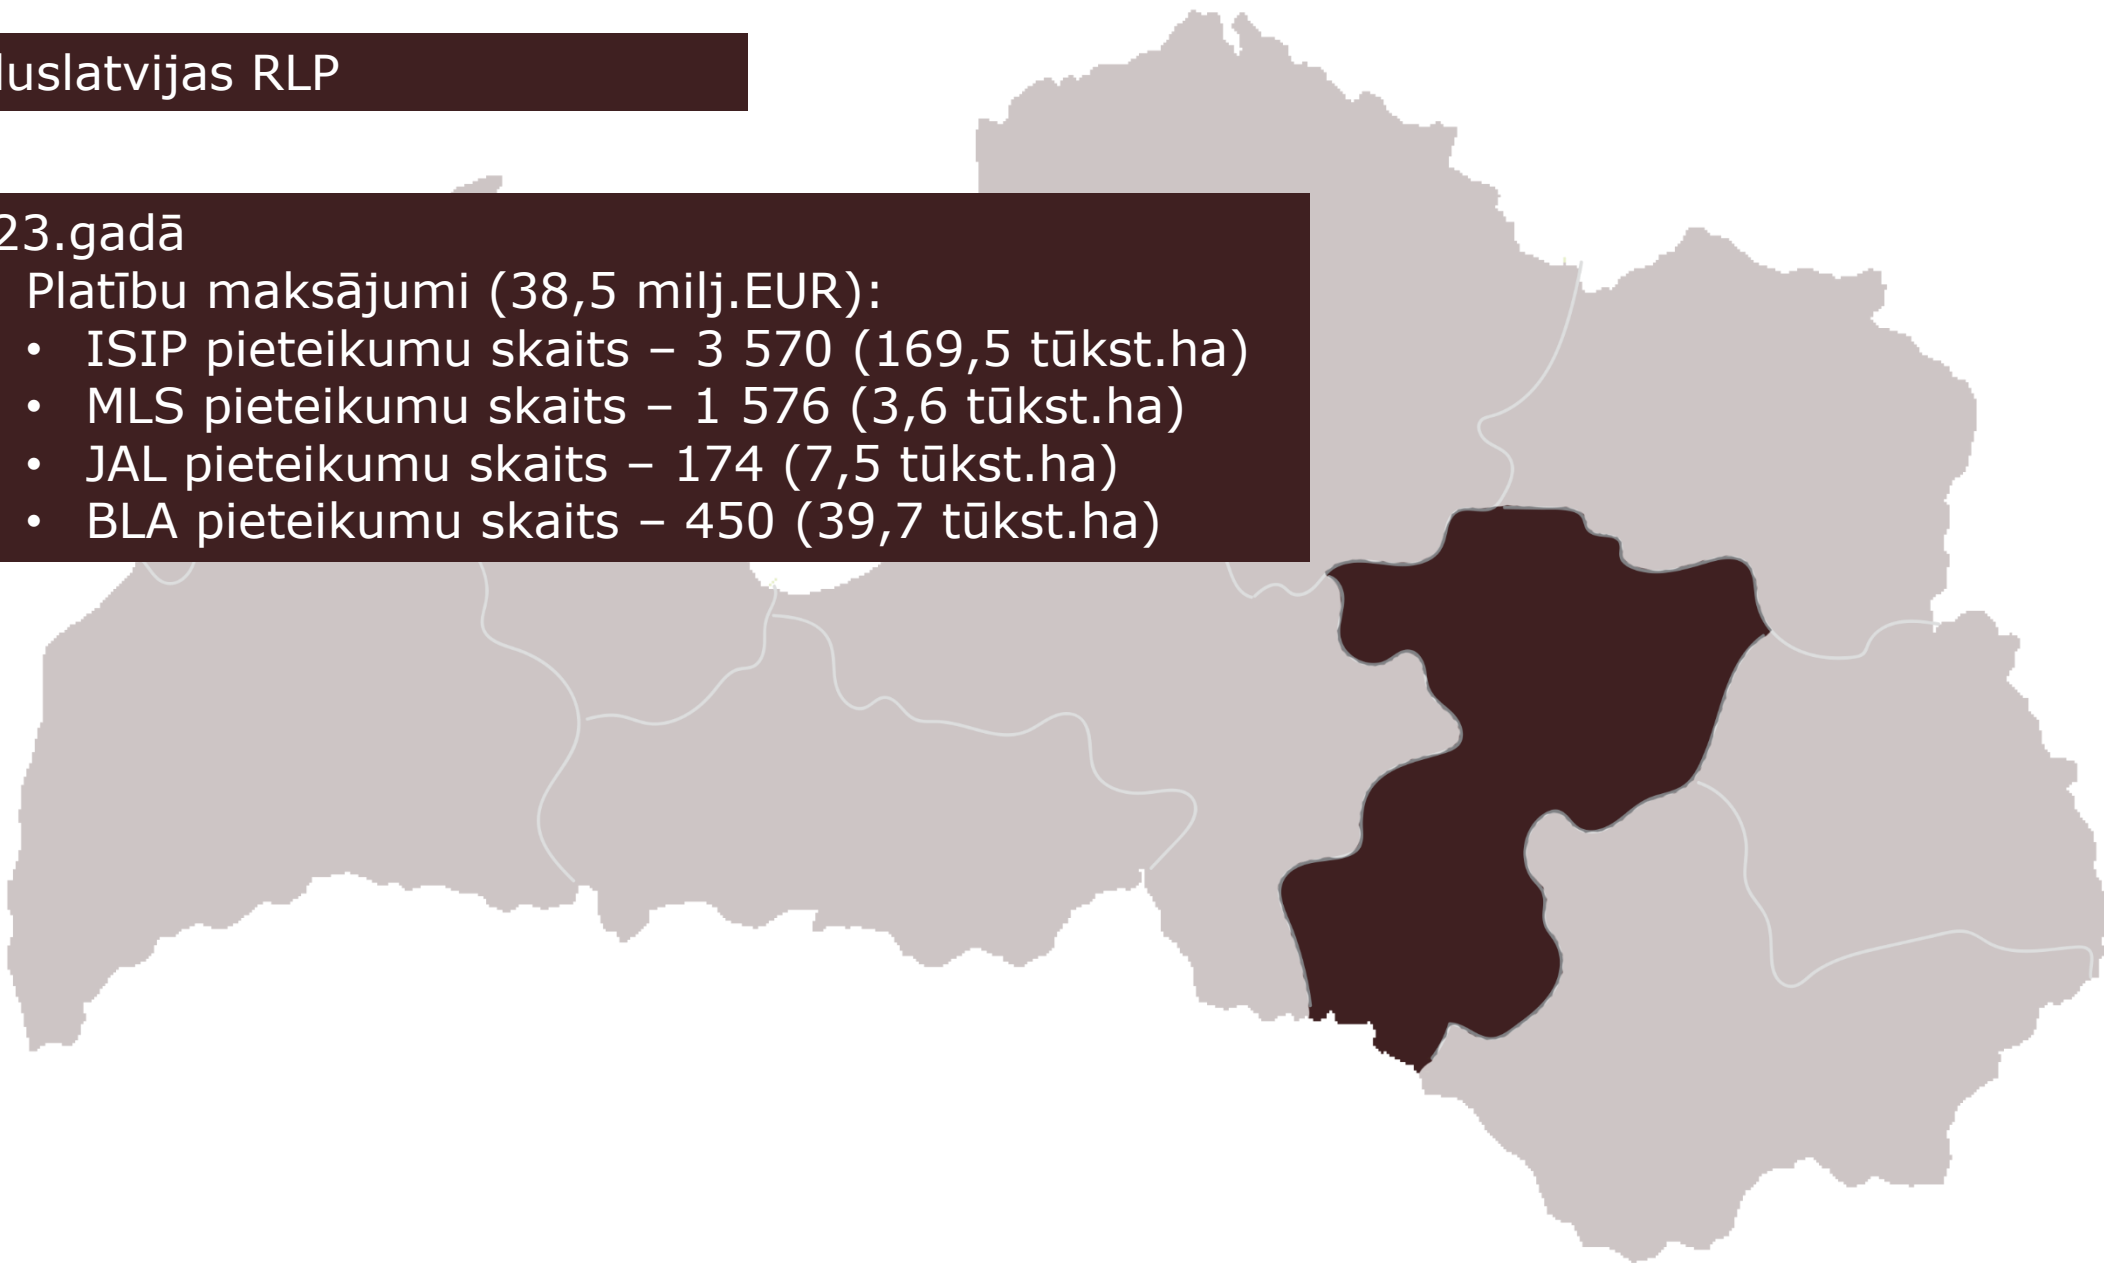 luslatvijas RLP
23.gadā
Platību maksājumi (38,5 milj.EUR):
• ISIP pieteikumu skaits – 3 570 (169,5 tūkst.ha)
• MLS pieteikumu skaits – 1 576 (3,6 tūkst.ha)
• JAL pieteikumu skaits – 174 (7,5 tūkst.ha)
• BLA pieteikumu skaits – 450 (39,7 tūkst.ha)